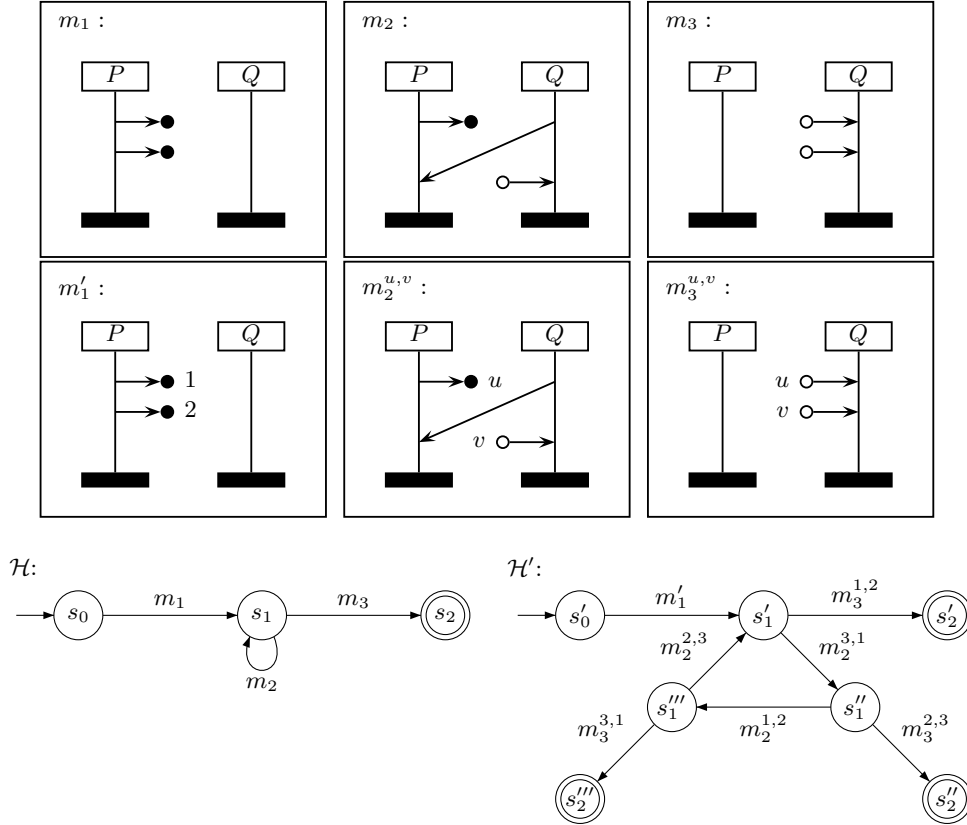 m₁ : m₂ : m₃ :
P Q P Q P Q
m′₁ : m₂ᵘ,ᵛ : m₃ᵘ,ᵛ :
P Q P Q P Q
1 u u
2 v v
ℋ: ℋ′:
s₀ m₁ s₁ m₃ s₂ s′₀ m′₁ s′₁ m₃^{1,2} s′₂
m₂ m₂^{2,3} m₂^{3,1}
s‴₁ m₂^{1,2} s″₁
m₃^{3,1} m₃^{2,3}
s‴₂ s″₂